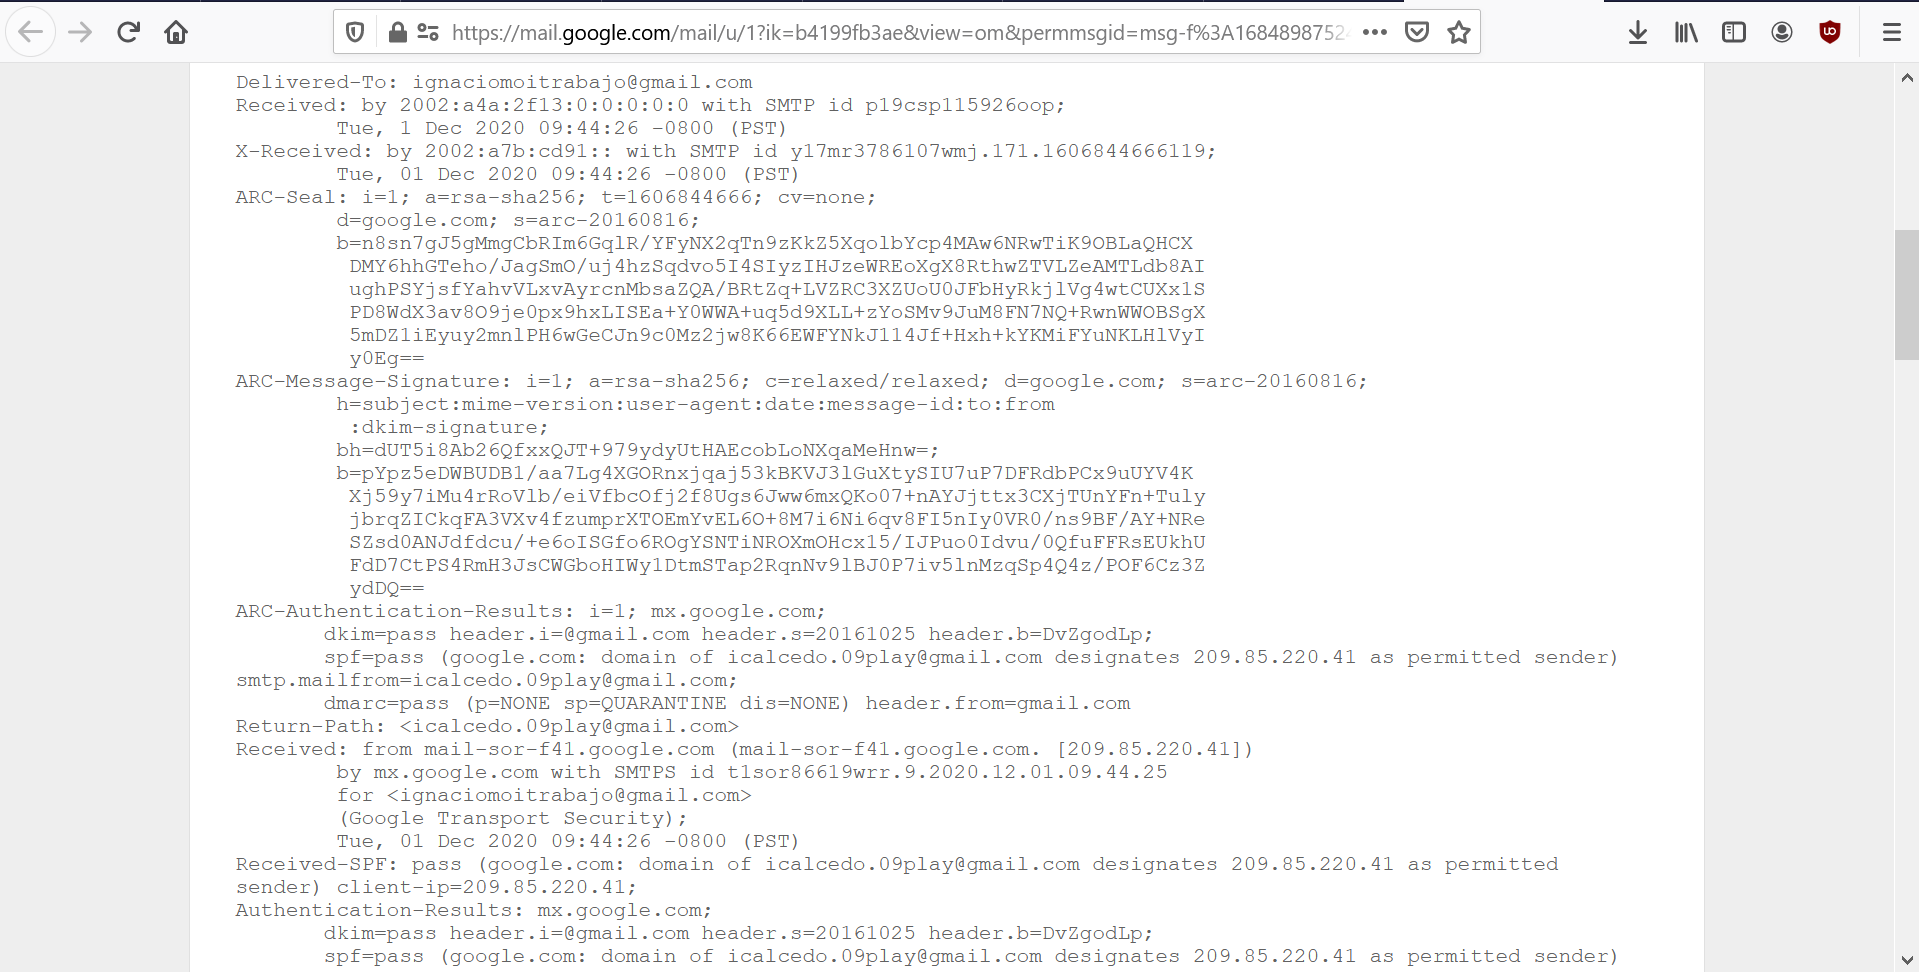 https://mail.google.com/mail/u/1?ik=b4199fb3ae&view=om&permmsgid=msg-f%3A1684898752
Delivered-To: ignaciomoitrabajo@gmail.com
Received: by 2002:a4a:2f13:0:0:0:0:0 with SMTP id p19csp115926oop;
Tue, 1 Dec 2020 09:44:26 -0800 (PST)
X-Received: by 2002:a7b:cd91:: with SMTP id y17mr3786107wmj.171.1606844666119;
Tue, 01 Dec 2020 09:44:26 -0800 (PST)
ARC-Seal: i=1; a=rsa-sha256; t=1606844666; cv=none;
d=google.com; s=arc-20160816;
b=n8sn7gJ5gMmgCbRIm6GqlR/YFyNX2qTn9zKkZ5XqolbYcp4MAw6NRwTiK9OBLaQHCX
DMY6hhGTeho/JagSmO/uj4hzSqdvo5I4SIyzIHJzeWREoXgX8RthwZTVLZeAMTLdb8AI
ughPSYjsfYahvVLxvAyrcnMbsaZQA/BRtZq+LVZRC3XZUoU0JFbHyRkjlVg4wtCUXx1S
PD8WdX3av8O9je0px9hxLISEa+Y0WWA+uq5d9XLL+zYoSMv9JuM8FN7NQ+RwnWWOBSgX
5mDZ1iEyuy2mnlPH6wGeCJn9c0Mz2jw8K66EWFYNkJ114Jf+Hxh+kYKMiFYuNKLHlVyI
y0Eg==
ARC-Message-Signature: i=1; a=rsa-sha256; c=relaxed/relaxed; d=google.com; s=arc-20160816;
h=subject:mime-version:user-agent:date:message-id:to:from
:dkim-signature;
bh=dUT5i8Ab26QfxxQJT+979ydyUtHAEcobLoNXqaMeHnw=;
b=pYpz5eDWBUDB1/aa7Lg4XGORnxjqaj53kBKVJ3lGuXtySIU7uP7DFRdbPCx9uUYV4K
Xj59y7iMu4rRoVlb/eiVfbcOfj2f8Ugs6Jww6mxQKo07+nAYJjttx3CXjTUnYFn+Tuly
jbrqZICkqFA3VXv4fzumprXTOEmYvEL6O+8M7i6Ni6qv8FI5nIy0VR0/ns9BF/AY+NRe
SZsd0ANJdfdcu/+e6oISGfo6ROgYSNTiNROXmOHcx15/IJPuo0Idvu/0QfuFFRsEUkhU
FdD7CtPS4RmH3JsCWGboHIWy1DtmSTap2RqnNv9lBJ0P7iv5lnMzqSp4Q4z/POF6Cz3Z
ydDQ==
ARC-Authentication-Results: i=1; mx.google.com;
dkim=pass header.i=@gmail.com header.s=20161025 header.b=DvZgodLp;
spf=pass (google.com: domain of icalcedo.09play@gmail.com designates 209.85.220.41 as permitted sender)
smtp.mailfrom=icalcedo.09play@gmail.com;
dmarc=pass (p=NONE sp=QUARANTINE dis=NONE) header.from=gmail.com
Return-Path: <icalcedo.09play@gmail.com>
Received: from mail-sor-f41.google.com (mail-sor-f41.google.com. [209.85.220.41])
by mx.google.com with SMTPS id t1sor86619wrr.9.2020.12.01.09.44.25
for <ignaciomoitrabajo@gmail.com>
(Google Transport Security);
Tue, 01 Dec 2020 09:44:26 -0800 (PST)
Received-SPF: pass (google.com: domain of icalcedo.09play@gmail.com designates 209.85.220.41 as permitted
sender) client-ip=209.85.220.41;
Authentication-Results: mx.google.com;
dkim=pass header.i=@gmail.com header.s=20161025 header.b=DvZgodLp;
spf=pass (google.com: domain of icalcedo.09play@gmail.com designates 209.85.220.41 as permitted sender)